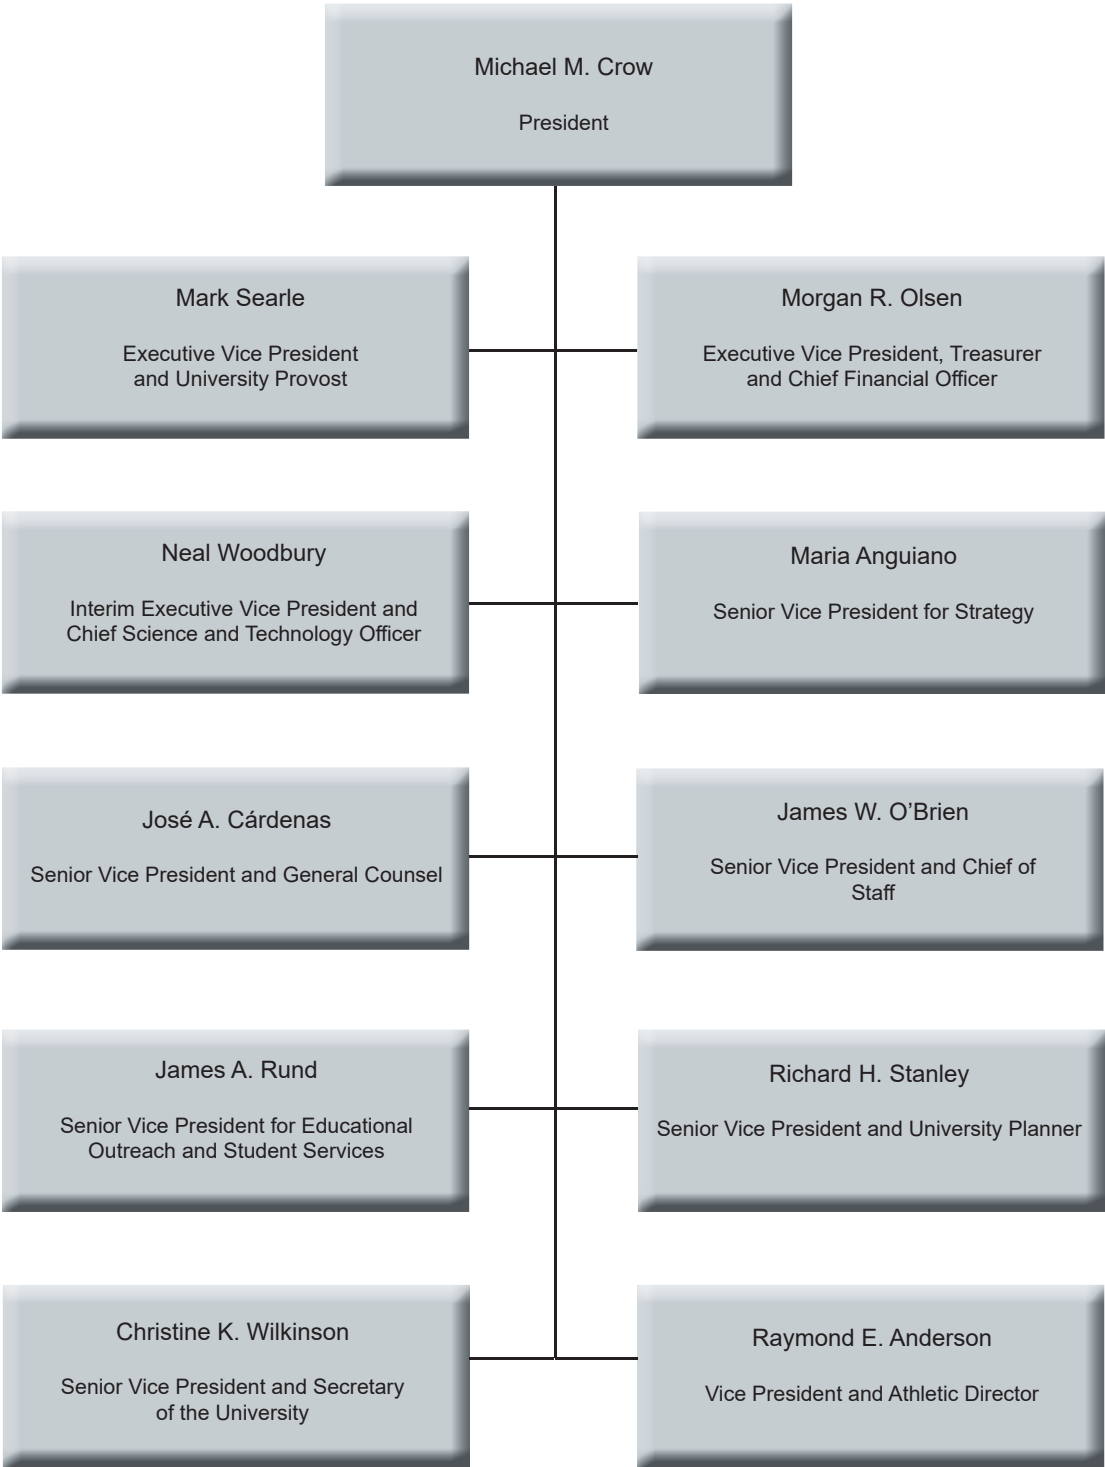 Michael M. Crow
President
Mark Searle
Executive Vice President
and University Provost
Morgan R. Olsen
Executive Vice President, Treasurer
and Chief Financial Officer
Neal Woodbury
Interim Executive Vice President and
Chief Science and Technology Officer
Maria Anguiano
Senior Vice President for Strategy
José A. Cárdenas
Senior Vice President and General Counsel
James W. O’Brien
Senior Vice President and Chief of
Staff
James A. Rund
Senior Vice President for Educational
Outreach and Student Services
Richard H. Stanley
Senior Vice President and University Planner
Christine K. Wilkinson
Senior Vice President and Secretary
of the University
Raymond E. Anderson
Vice President and Athletic Director